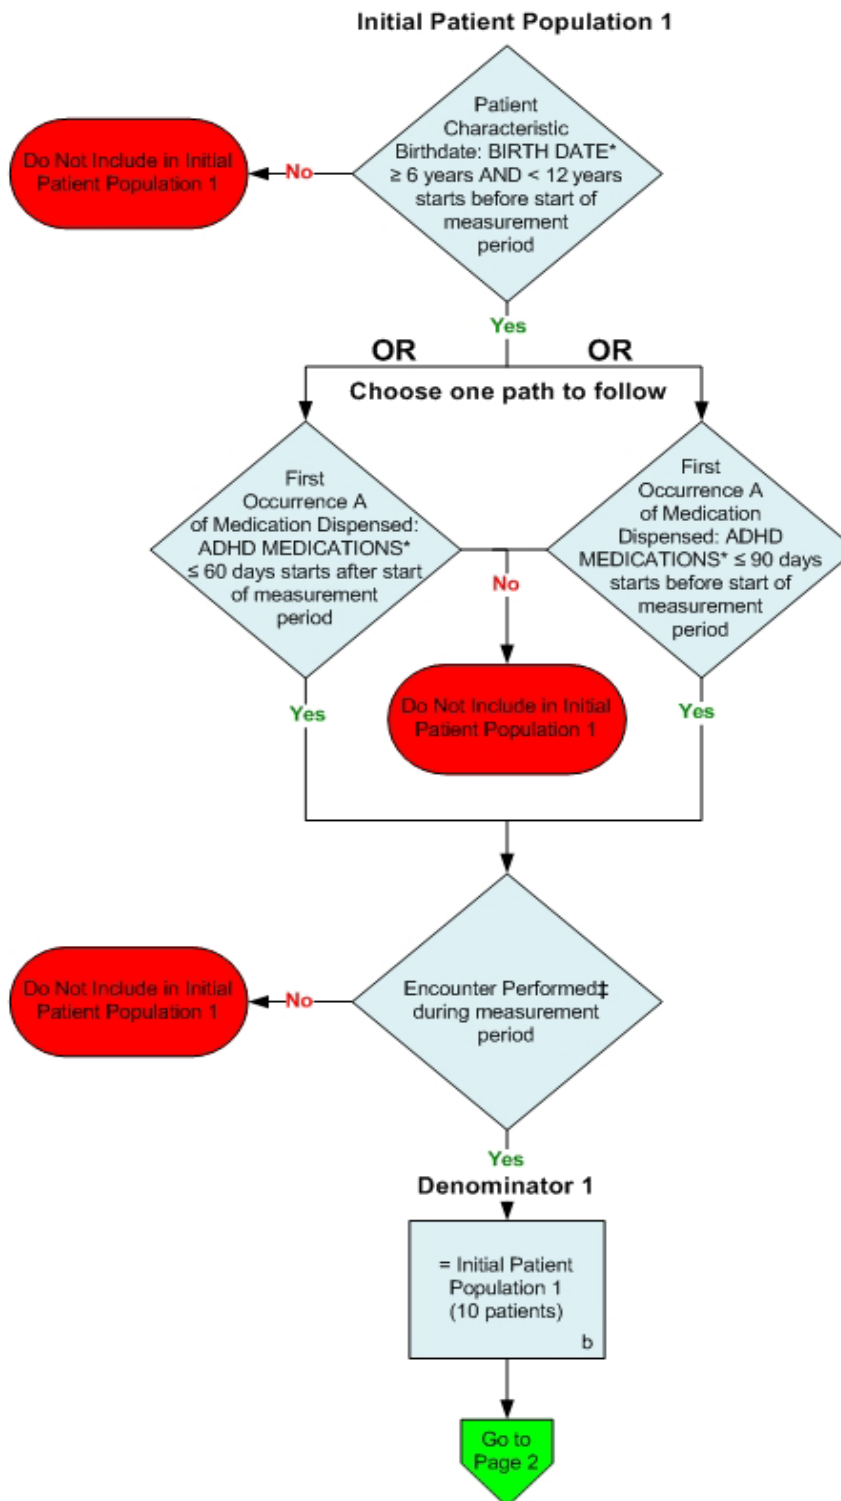 Initial Patient Population 1
Patient
Characteristic
Birthdate: BIRTH DATE*
≥ 6 years AND < 12 years
starts before start of
measurement
period
No
Do Not Include in Initial
Patient Population 1
Yes
OR
OR
Choose one path to follow
First
Occurrence A
of Medication Dispensed:
ADHD MEDICATIONS*
≤ 60 days starts after start
of measurement
period
First
Occurrence A
of Medication
Dispensed: ADHD
MEDICATIONS* ≤ 90 days
starts before start of
measurement
period
No
Do Not Include in Initial
Patient Population 1
Yes
Yes
Encounter Performed‡
during measurement
period
No
Do Not Include in Initial
Patient Population 1
Yes
Denominator 1
= Initial Patient
Population 1
(10 patients)
b
Go to
Page 2